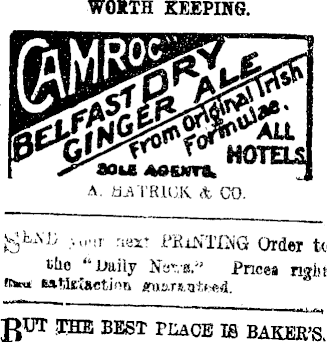 WORTH KEEPING.
"CAMROC"
BELFAST DRY
GINGER ALE
From Original Irish
Formulae.
ALL
HOTELS.
SOLE AGENTS,
A. HATRICK & CO.
SEND your next PRINTING Order to
the "Daily News." Prices right
satisfaction guaranteed.
BUT THE BEST PLACE IS BAKER'S.